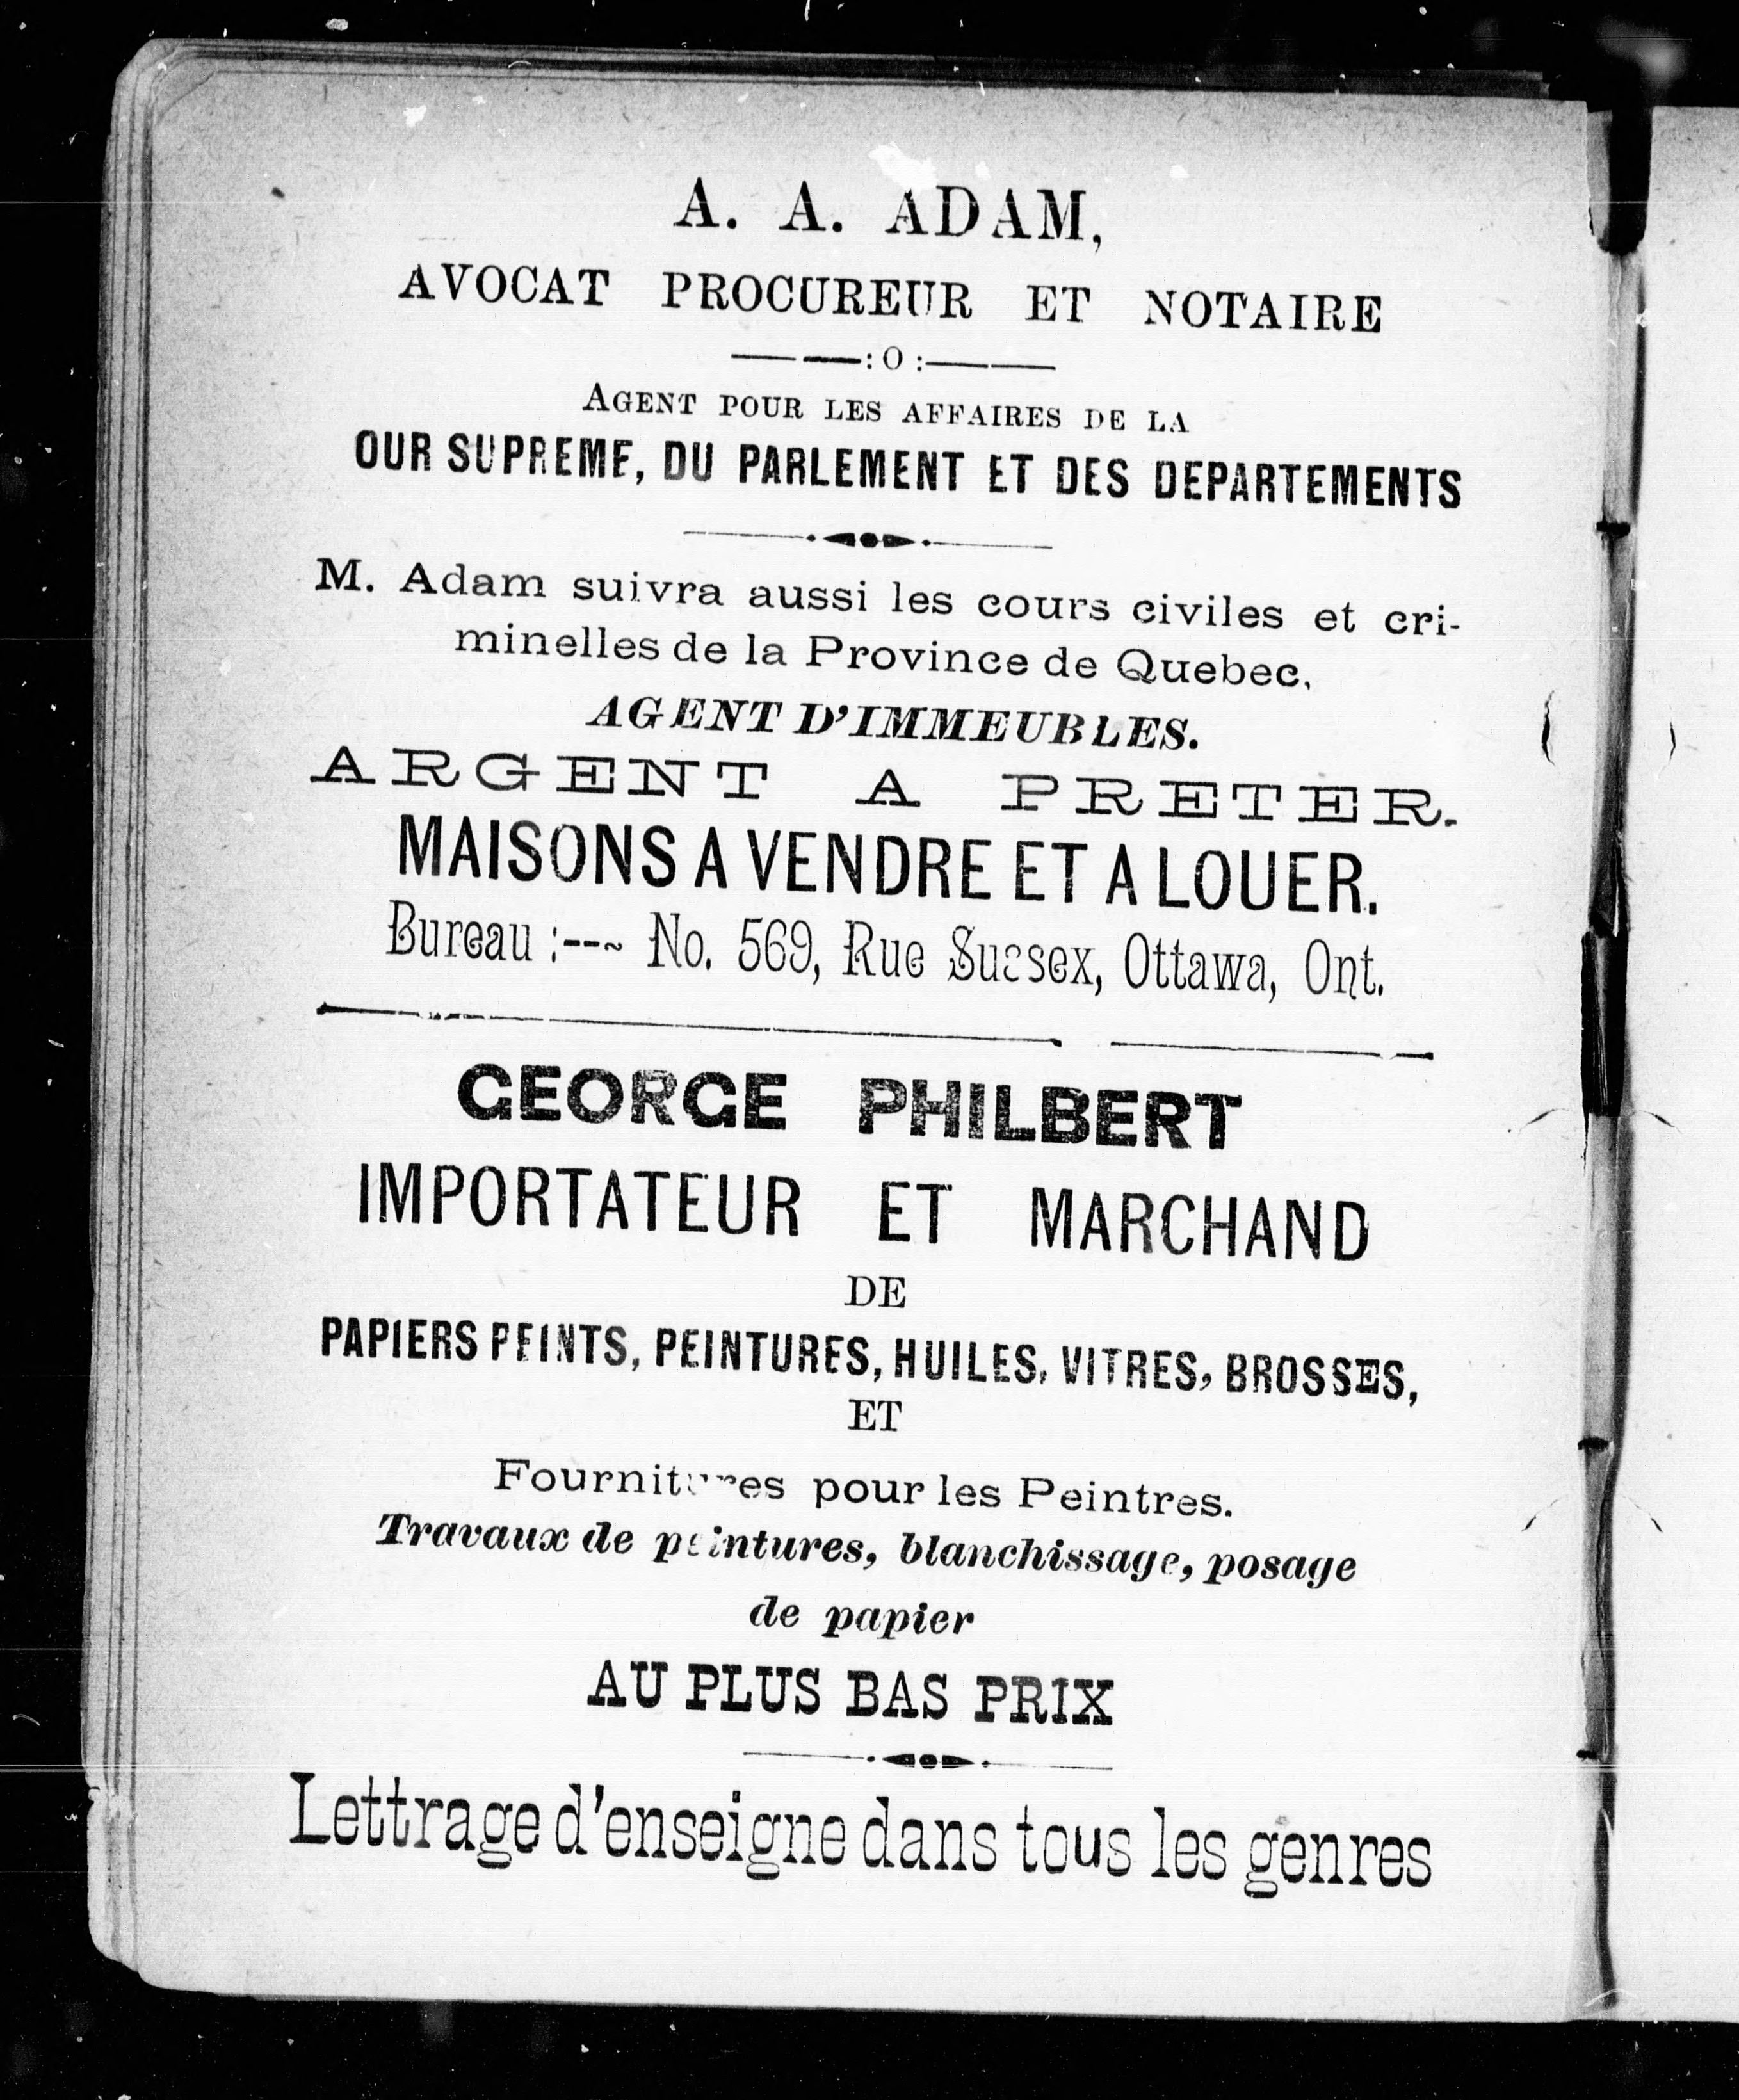 A. A. ADAM,
AVOCAT PROCUREUR ET NOTAIRE
:O:
AGENT POUR LES AFFAIRES DE LA
OUR SUPREME, DU PARLEMENT ET DES DEPARTEMENTS
M. Adam suivra aussi les cours civiles et cri-
minelles de la Province de Quebec.
AGENT D'IMMEUBLES.
ARGENT A PRETER.
MAISONS A VENDRE ET A LOUER.
Bureau :--~ No. 569, Rue Sussex, Ottawa, Ont.
GEORGE PHILBERT
IMPORTATEUR ET MARCHAND
DE
PAPIERS PEINTS, PEINTURES, HUILES, VITRES, BROSSES,
ET
Fournitures pour les Peintres.
Travaux de peintures, blanchissage, posage
de papier
AU PLUS BAS PRIX
Lettrage d'enseigne dans tous les genres